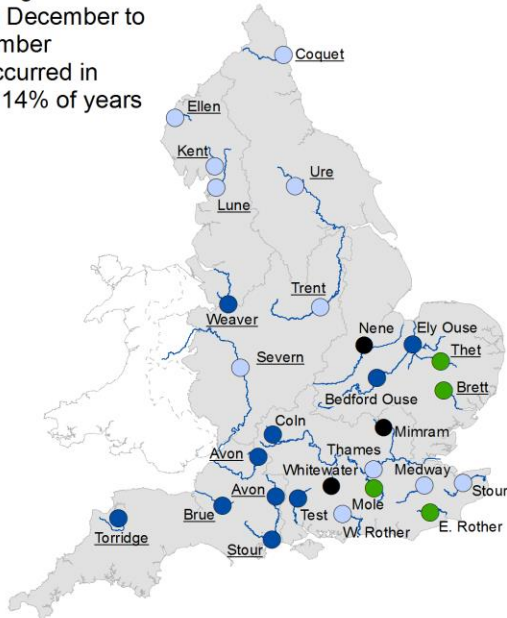 December to
ccurred in
14% of years
Coquet
Ellen
Kent
Ure
Lune
Trent
Weaver
Nene
Ely Ouse
Thet
Severn
Brett
Bedford Ouse
Coln
Mimram
Avon
Thames
Whitewater
Medway
Avon
Stour
Mole
Brue
Test
W. Rother
E. Rother
Torridge
Stour